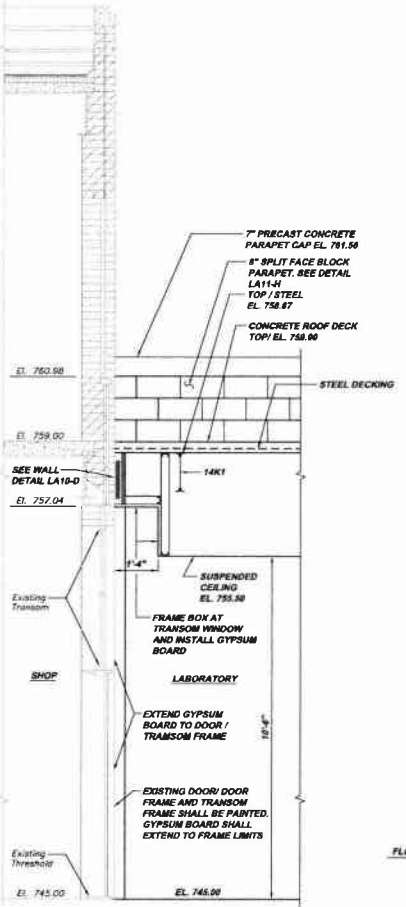 7" PRECAST CONCRETE
PARAPET CAP EL. 761.56
8" SPLIT FACE BLOCK
PARAPET. SEE DETAIL
LA11-H
TOP / STEEL
EL. 758.67
CONCRETE ROOF DECK
TOP/ EL. 759.00
El. 760.98
STEEL DECKING
El. 759.00
SEE WALL
DETAIL LA10-D
14K1
El. 757.04
1'-4"
SUSPENDED
CEILING
EL. 755.50
Existing
Transom
FRAME BOX AT
TRANSOM WINDOW
AND INSTALL GYPSUM
BOARD
SHOP
LABORATORY
EXTEND GYPSUM
BOARD TO DOOR /
TRAMSOM FRAME
10'-6"
EXISTING DOOR/ DOOR
FRAME AND TRANSOM
FRAME SHALL BE PAINTED.
GYPSUM BOARD SHALL
EXTEND TO FRAME LIMITS
Existing
Threshold
El. 745.00
EL. 745.00